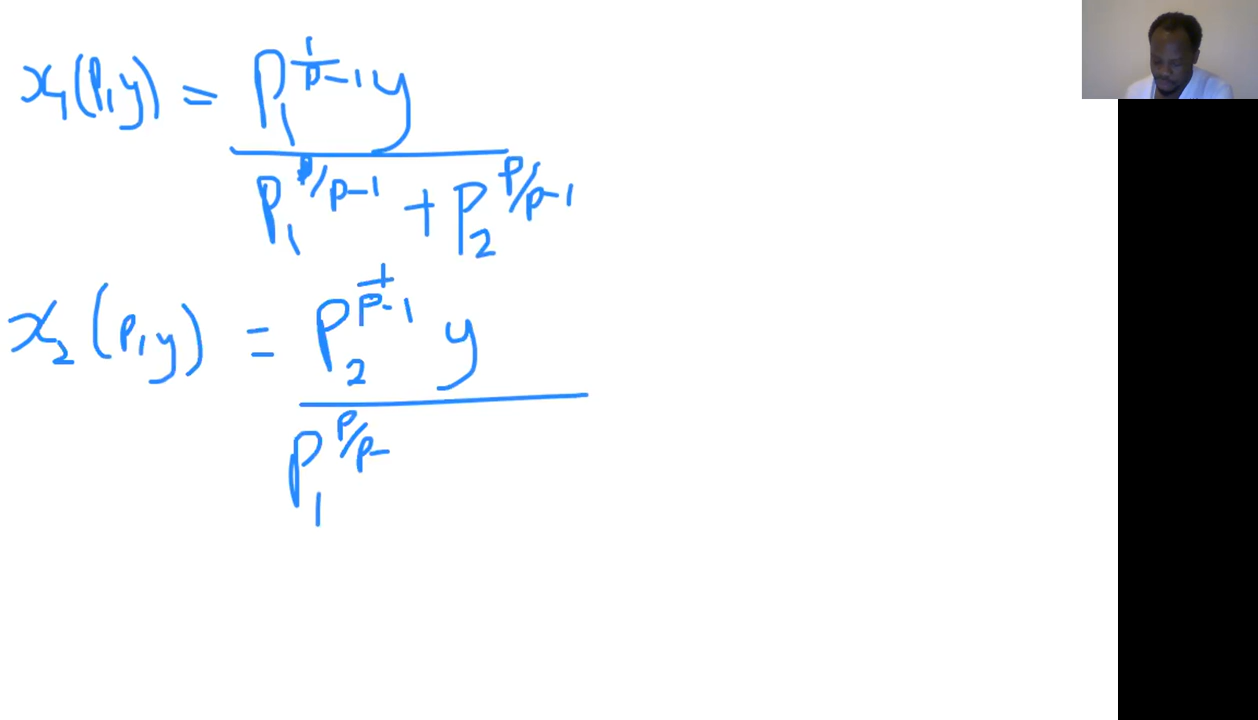 x₁(p, y) = p₁^(1/(ρ-1)) y / (p₁^(ρ/ρ-1) + p₂^(ρ/ρ-1))
x₂(p, y) = p₂^(1/(ρ-1)) y / p₁^(ρ/ρ-